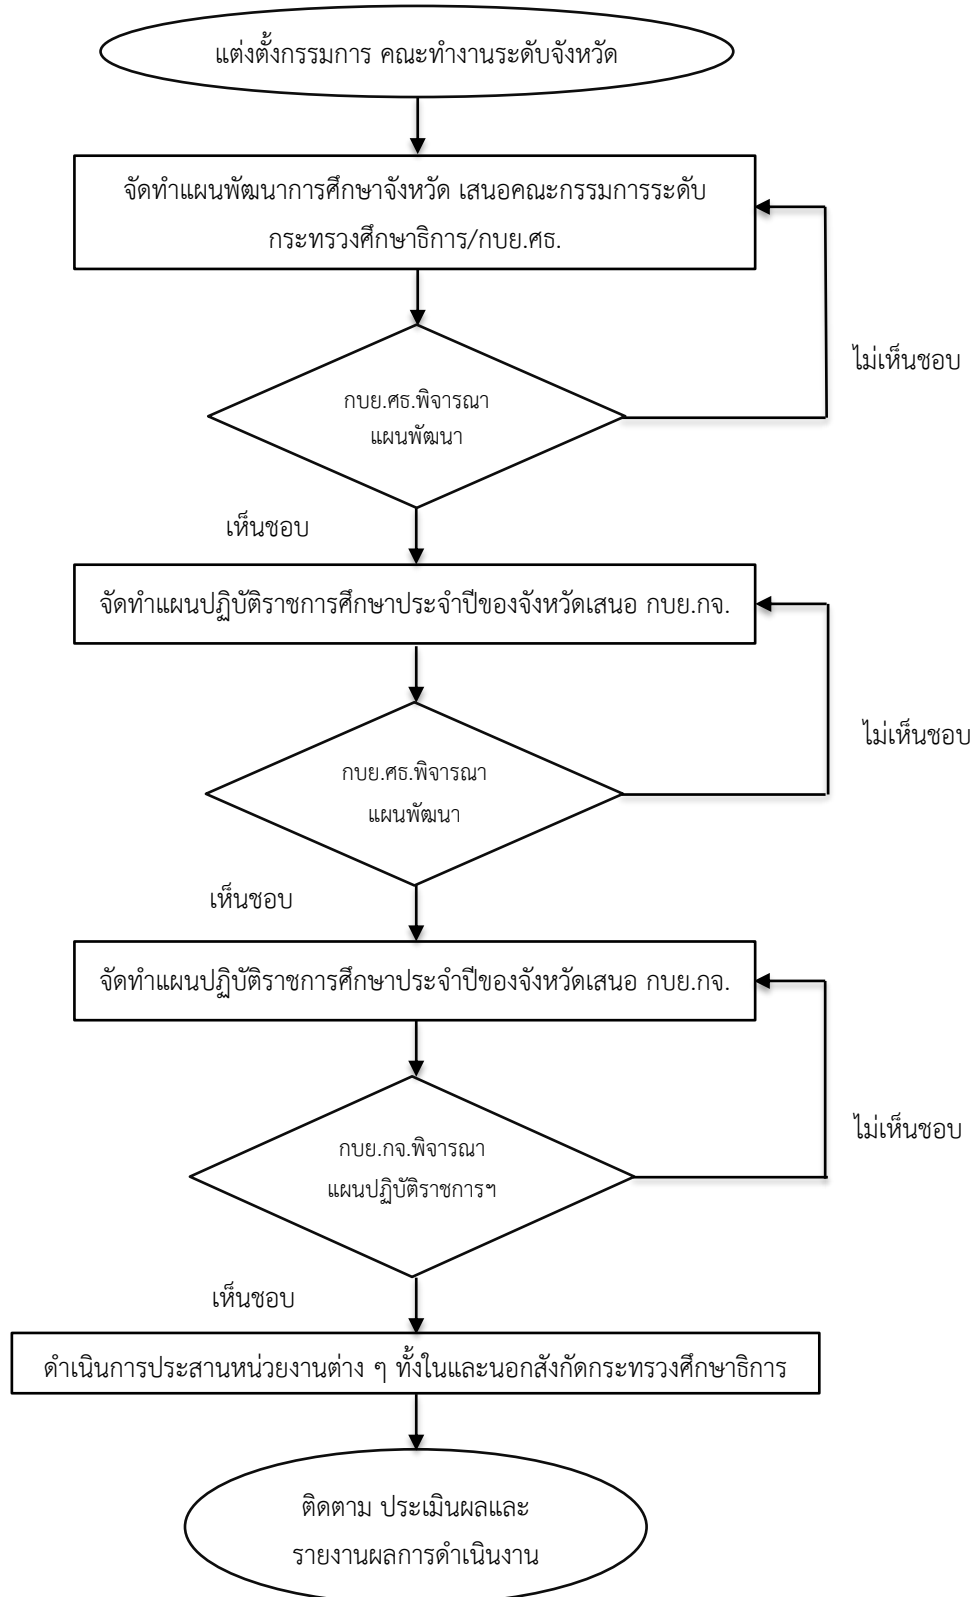 แต่งตั้งกรรมการ คณะทำงานระดับจังหวัด
จัดทำแผนพัฒนาการศึกษาจังหวัด เสนอคณะกรรมการระดับ
กระทรวงศึกษาธิการ/กบย.ศธ.
ไม่เห็นชอบ
กบย.ศธ.พิจารณา
แผนพัฒนา
เห็นชอบ
จัดทำแผนปฏิบัติราชการศึกษาประจำปีของจังหวัดเสนอ กบย.กจ.
ไม่เห็นชอบ
กบย.ศธ.พิจารณา
แผนพัฒนา
เห็นชอบ
จัดทำแผนปฏิบัติราชการศึกษาประจำปีของจังหวัดเสนอ กบย.กจ.
ไม่เห็นชอบ
กบย.กจ.พิจารณา
แผนปฏิบัติราชการฯ
เห็นชอบ
ดำเนินการประสานหน่วยงานต่าง ๆ ทั้งในและนอกสังกัดกระทรวงศึกษาธิการ
ติดตาม ประเมินผลและ
รายงานผลการดำเนินงาน